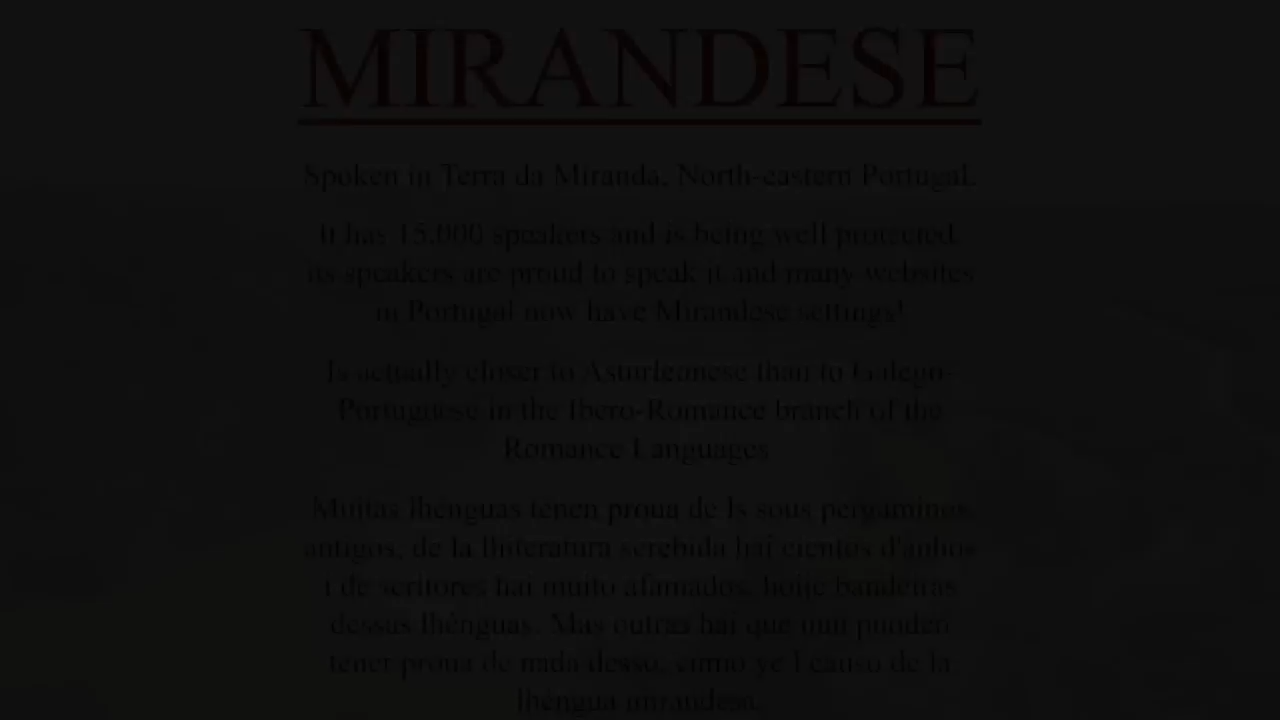 MIRANDESE
Spoken in Terra da Miranda, North-eastern Portugal.
It has 15,000 speakers and is being well protected
its speakers are proud to speak it and many websites
in Portugal now have Mirandese settings!
Is actually closer to Asturleonese than to Galego-
Portuguese in the Ibero-Romance branch of the
Romance Languages
Muitas lhénguas ténen proua de ls sous pergaminos
antigos, de la lhiteratura screbida hai cientos d'anhos
i de scritores hai muito afamados, hoije bandeiras
dessas lhénguas. Mas outras hai que nun puoden
tener proua de nada desso, cumo ye l causo de la
lhéngua mirandesa.